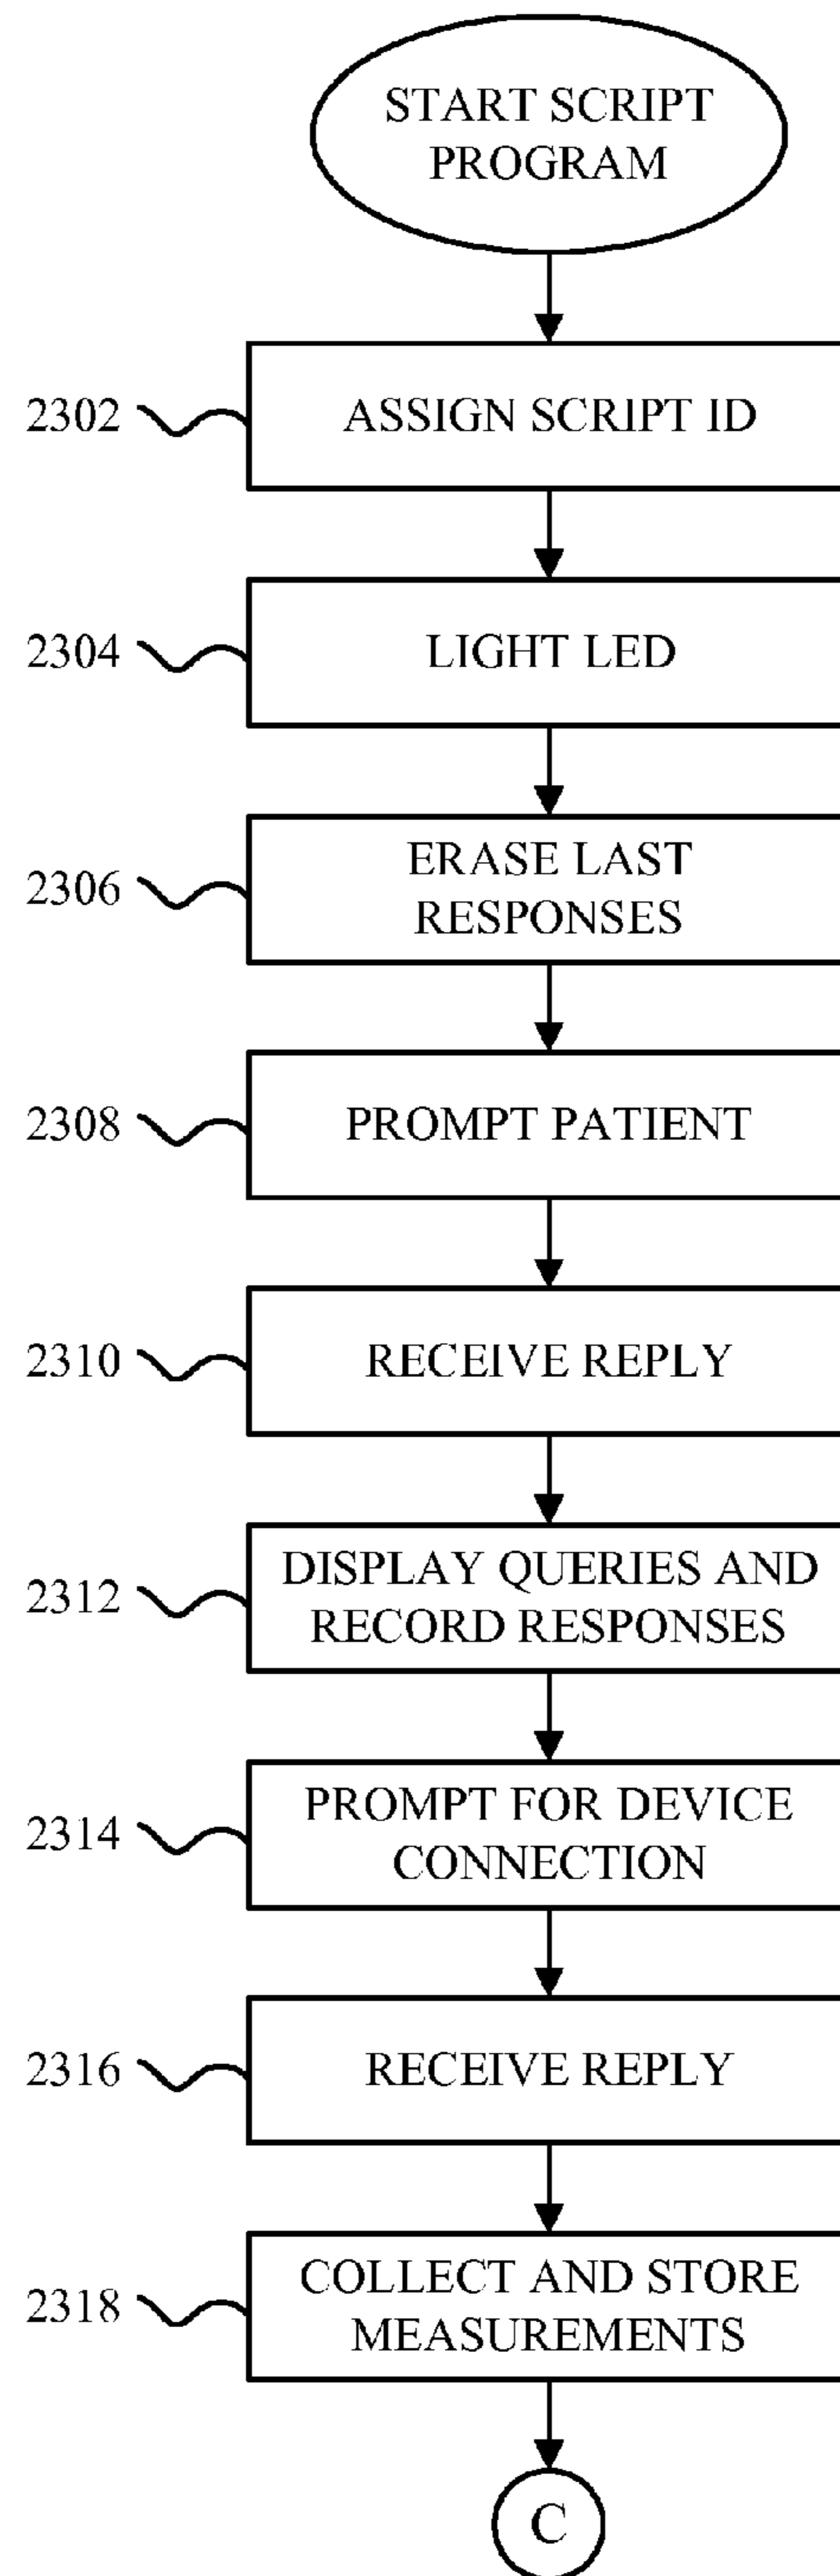 START SCRIPT
PROGRAM
2302
ASSIGN SCRIPT ID
2304
LIGHT LED
2306
ERASE LAST
RESPONSES
2308
PROMPT PATIENT
2310
RECEIVE REPLY
2312
DISPLAY QUERIES AND
RECORD RESPONSES
2314
PROMPT FOR DEVICE
CONNECTION
2316
RECEIVE REPLY
2318
COLLECT AND STORE
MEASUREMENTS
C